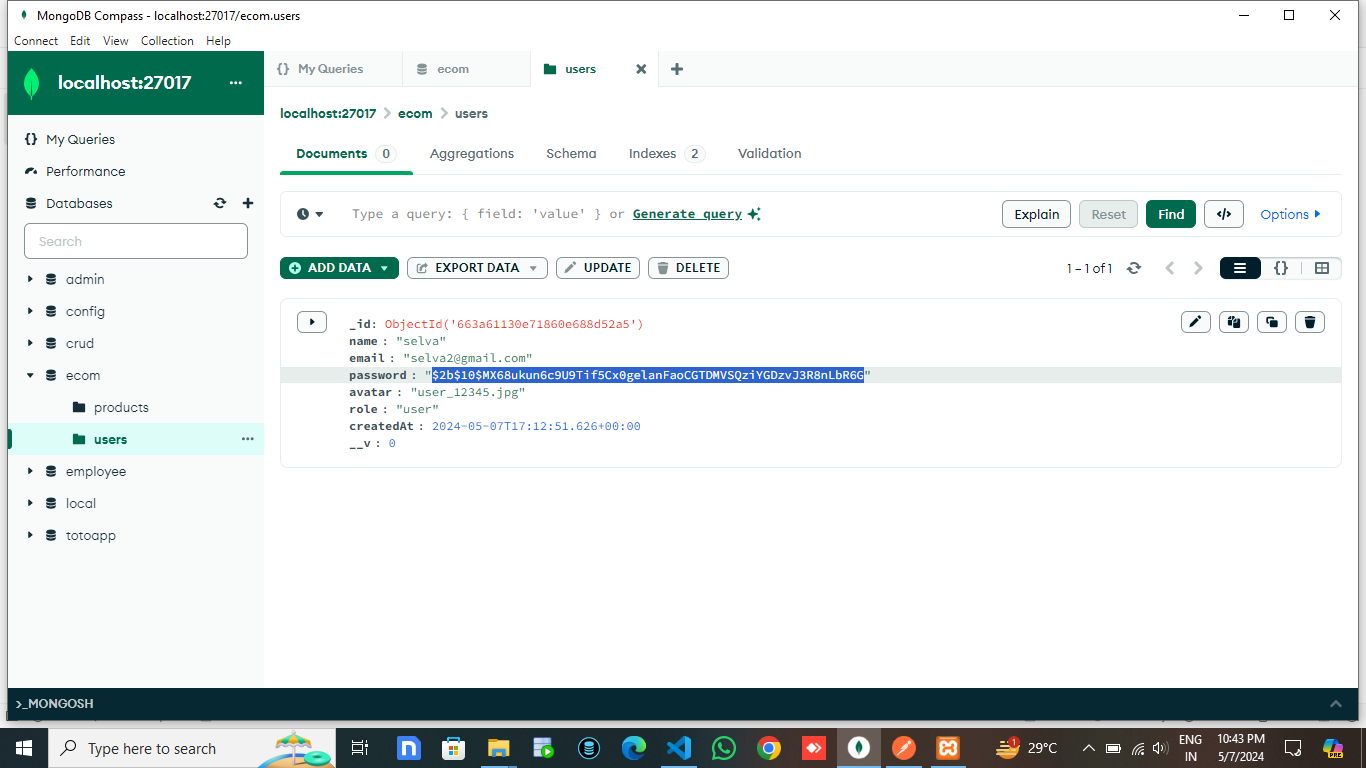 MongoDB Compass - localhost:27017/ecom.users
Connect Edit View Collection Help
localhost:27017 ...
{} My Queries
ecom
users
My Queries
Performance
Databases
Search
admin
config
crud
ecom
products
users
employee
local
totoapp
localhost:27017 > ecom > users
Documents 0 Aggregations Schema Indexes 2 Validation
Type a query: { field: 'value' } or Generate query
Explain Reset Find </> Options
ADD DATA EXPORT DATA UPDATE DELETE
1 – 1 of 1
_id: ObjectId('663a61130e71860e688d52a5')
name : "selva"
email : "selva2@gmail.com"
password : "$2b$10$MX68ukun6c9U9Tif5Cx0gelanFaoCGTDMVSQziYGDzvJ3R8nLbR6G"
avatar : "user_12345.jpg"
role : "user"
createdAt : 2024-05-07T17:12:51.626+00:00
__v : 0
>_MONGOSH
Type here to search
1
29°C
ENG
IN
10:43 PM
5/7/2024
PRE